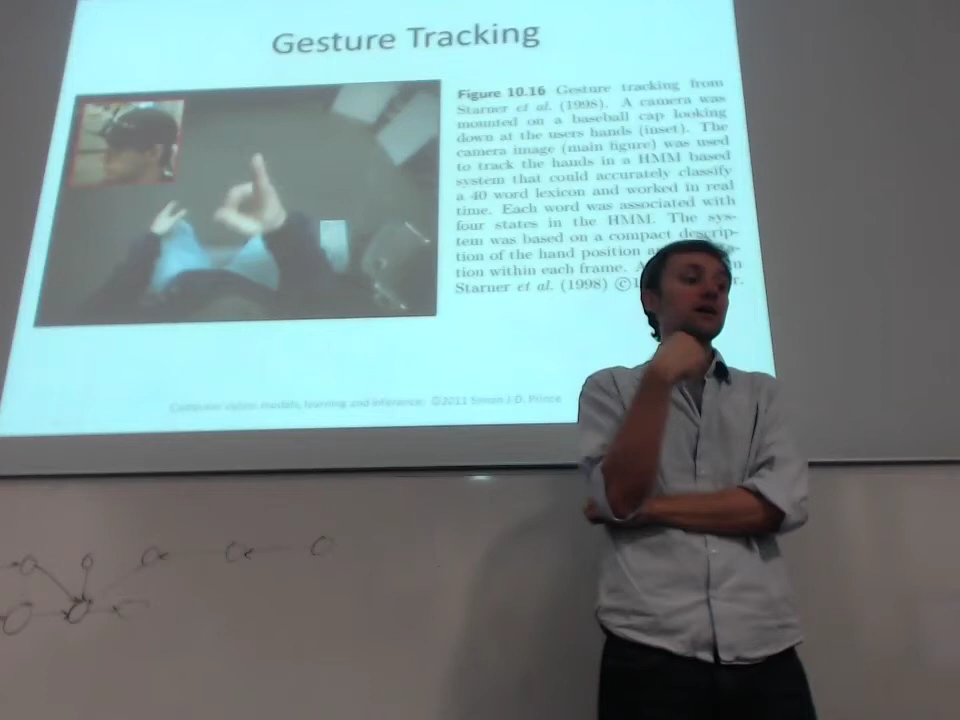 Gesture Tracking
Figure 10.16 Gesture tracking from
Starner et al. (1998). A camera was
mounted on a baseball cap looking
down at the users hands (inset). The
camera image (main figure) was used
to track the hands in a HMM based
system that could accurately classify
a 40 word lexicon and worked in real
time. Each word was associated with
four states in the HMM. The sys-
tem was based on a compact descrip-
tion of the hand position
tion within each frame.
Starner et al. (1998) ©
Computer vision: models, learning and inference. ©2011 Simon J.D. Prince